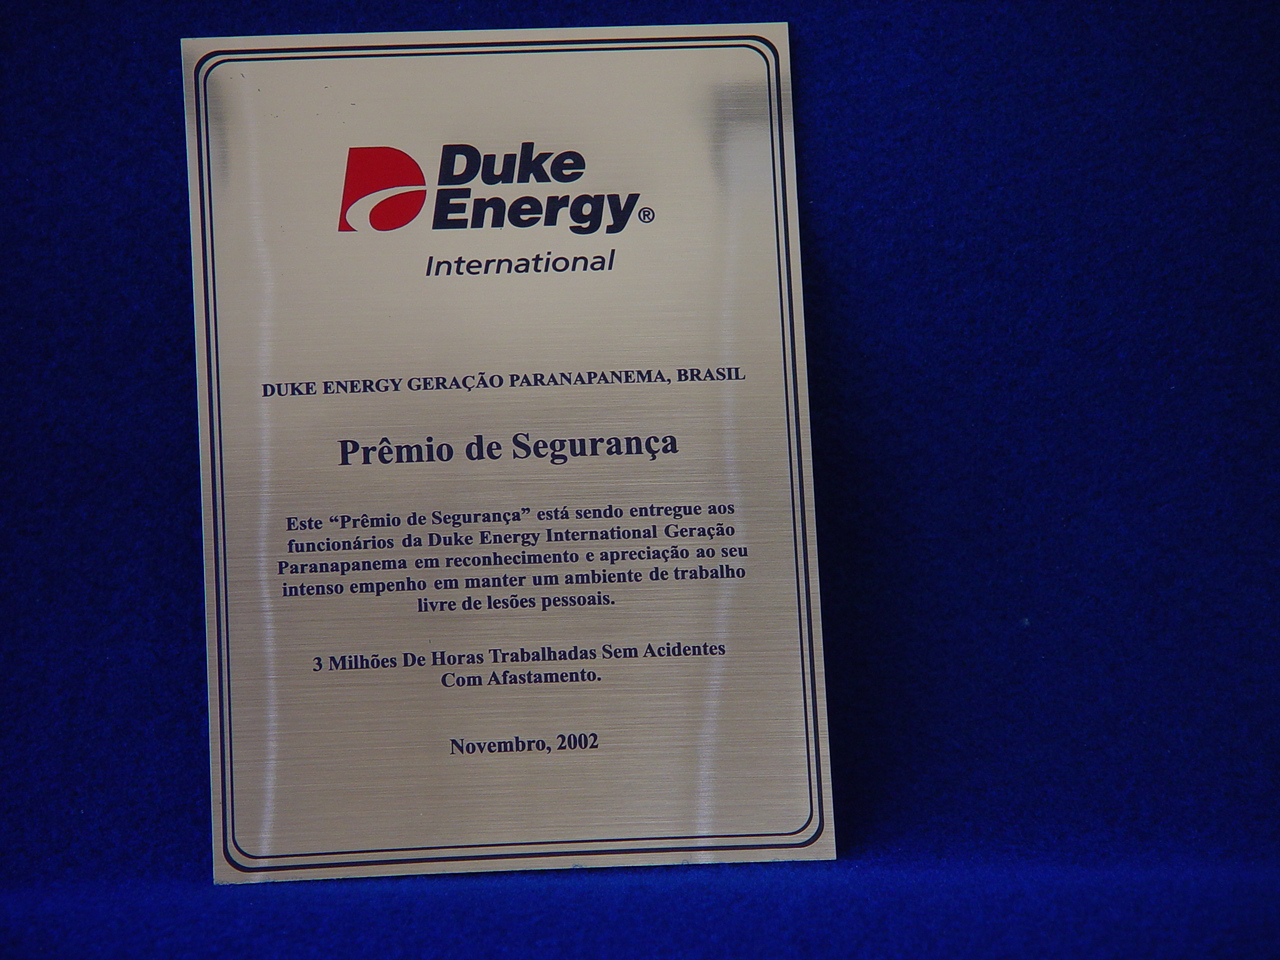 Duke
Energy®
International
DUKE ENERGY GERAÇÃO PARANAPANEMA, BRASIL
Prêmio de Segurança
Este “Prêmio de Segurança” está sendo entregue aos
funcionários da Duke Energy International Geração
Paranapanema em reconhecimento e apreciação ao seu
intenso empenho em manter um ambiente de trabalho
livre de lesões pessoais.
3 Milhões De Horas Trabalhadas Sem Acidentes
Com Afastamento.
Novembro, 2002